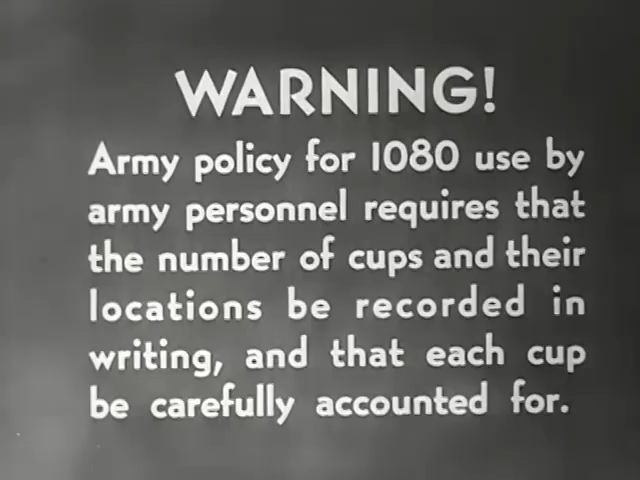 WARNING!
Army policy for 1080 use by
army personnel requires that
the number of cups and their
locations be recorded in
writing, and that each cup
be carefully accounted for.